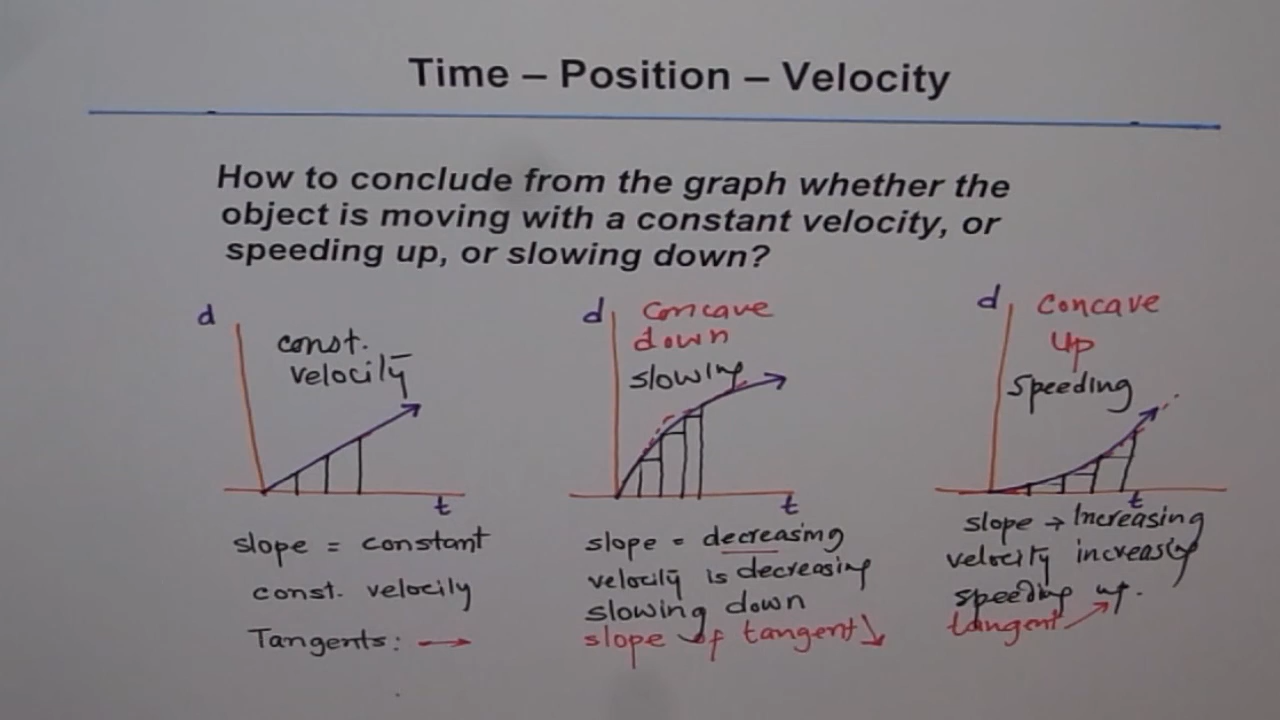 Time – Position – Velocity
How to conclude from the graph whether the
object is moving with a constant velocity, or
speeding up, or slowing down?
d
const.
velocity
t
slope = constant
const. velocity
Tangents: →
d
concave
down
slowing
t
slope = decreasing
velocity is decreasing
slowing down
slope of tangent ↘
d
concave
up
speeding
t
slope → Increasing
velocity increasing
speeding up.
tangent ↗